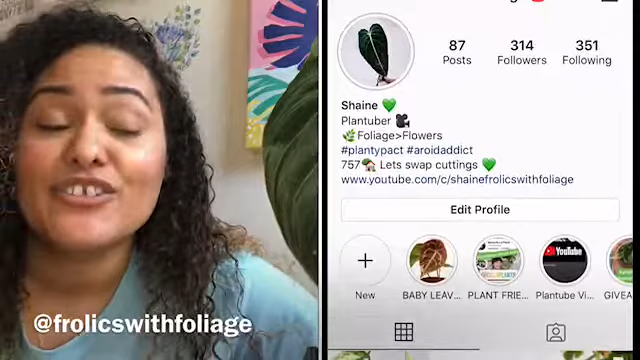 @frolicswithfoliage
87 314 351
Posts Followers Following
Shaine 💚
Plantuber 🎥
🌿Foliage>Flowers
#plantypact #aroidaddict
757🏡 Lets swap cuttings 💚
www.youtube.com/c/shainefrolicswithfoliage
Edit Profile
YouTube
New BABY LEAV... PLANT FRIE... Plantube Vi... GIVEA